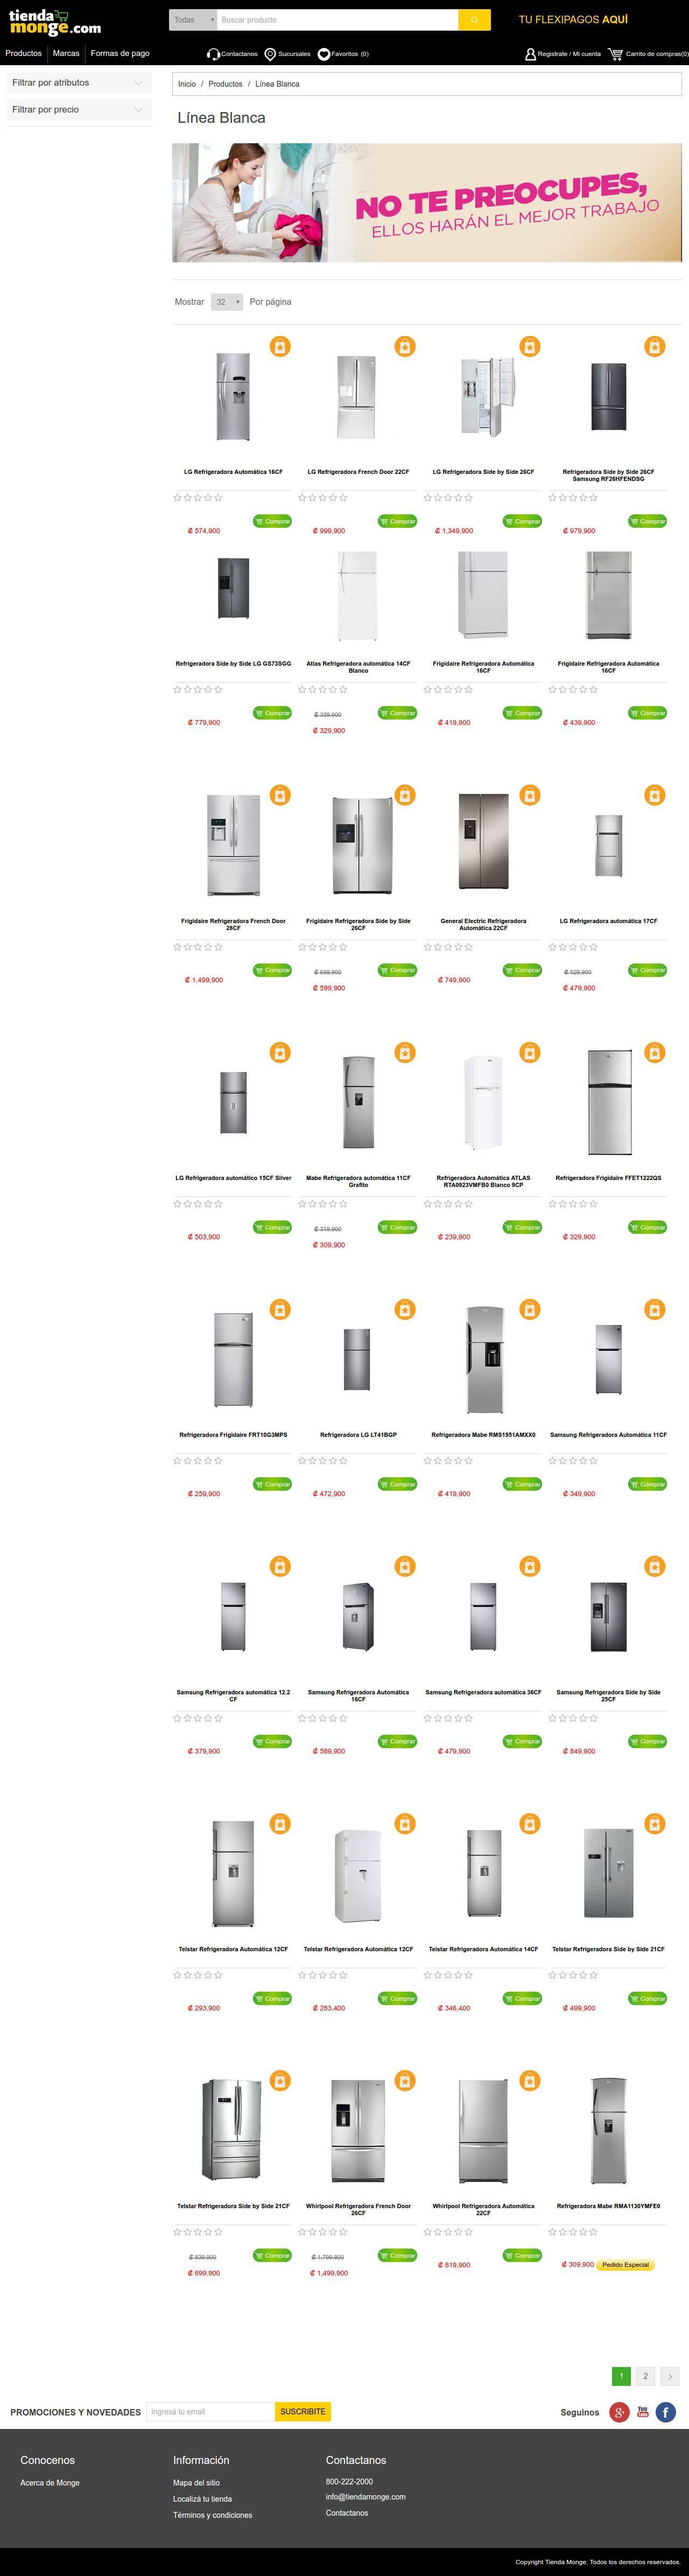 tienda
monge.com
Todas
Buscar producto
TU FLEXIPAGOS AQUÍ
Productos
Marcas
Formas de pago
Contactanos
Sucursales
Favoritos (0)
Registrate / Mi cuenta
Carrito de compras(0)
Filtrar por atributos
Filtrar por precio
Inicio / Productos / Línea Blanca
Línea Blanca
NO TE PREOCUPES,
ELLOS HARÁN EL MEJOR TRABAJO
Mostrar 32 Por página
LG Refrigeradora Automática 16CF
₡ 574,900
Comprar
LG Refrigeradora French Door 22CF
₡ 999,900
Comprar
LG Refrigeradora Side by Side 26CF
₡ 1,349,900
Comprar
Refrigeradora Side by Side 26CF
Samsung RF26HFENDSG
₡ 979,900
Comprar
Refrigeradora Side by Side LG GS73SGG
₡ 779,900
Comprar
Atlas Refrigeradora automática 14CF
Blanco
₡ 339,900
₡ 329,900
Comprar
Frigidaire Refrigeradora Automática
16CF
₡ 419,900
Comprar
Frigidaire Refrigeradora Automática
16CF
₡ 439,900
Comprar
Frigidaire Refrigeradora French Door
28CF
₡ 1,499,900
Comprar
Frigidaire Refrigeradora Side by Side
26CF
₡ 699,900
₡ 599,900
Comprar
General Electric Refrigeradora
Automática 22CF
₡ 749,900
Comprar
LG Refrigeradora automática 17CF
₡ 529,900
₡ 479,900
Comprar
LG Refrigeradora automático 15CF Silver
₡ 503,900
Comprar
Mabe Refrigeradora automática 11CF
Grafito
₡ 319,900
₡ 309,900
Comprar
Refrigeradora Automática ATLAS
RTA0923VMFB0 Blanco 9CP
₡ 239,900
Comprar
Refrigeradora Frigidaire FFET1222QS
₡ 329,900
Comprar
Refrigeradora Frigidaire FRT10G3MPS
₡ 259,900
Comprar
Refrigeradora LG LT41BGP
₡ 472,900
Comprar
Refrigeradora Mabe RMS1951AMXX0
₡ 419,900
Comprar
Samsung Refrigeradora Automática 11CF
₡ 349,900
Comprar
Samsung Refrigeradora automática 12.2
CF
₡ 379,900
Comprar
Samsung Refrigeradora Automática
16CF
₡ 589,900
Comprar
Samsung Refrigeradora automática 36CF
₡ 479,900
Comprar
Samsung Refrigeradora Side by Side
25CF
₡ 849,900
Comprar
Telstar Refrigeradora Automática 12CF
₡ 293,900
Comprar
Telstar Refrigeradora Automática 12CF
₡ 283,400
Comprar
Telstar Refrigeradora Automática 14CF
₡ 346,400
Comprar
Telstar Refrigeradora Side by Side 21CF
₡ 499,900
Comprar
Telstar Refrigeradora Side by Side 21CF
₡ 839,900
₡ 699,900
Comprar
Whirlpool Refrigeradora French Door
26CF
₡ 1,799,900
₡ 1,499,900
Comprar
Whirlpool Refrigeradora Automática
22CF
₡ 819,900
Comprar
Refrigeradora Mabe RMA1130YMFE0
₡ 309,900
Pedido Especial
1
2
PROMOCIONES Y NOVEDADES
Ingresá tu email
SUSCRIBITE
Seguinos
g+
You
Tube
f
Conocenos
Acerca de Monge
Información
Mapa del sitio
Localizá tu tienda
Términos y condiciones
Contactanos
800-222-2000
info@tiendamonge.com
Contactanos
Copyright Tienda Monge. Todos los derechos reservados.